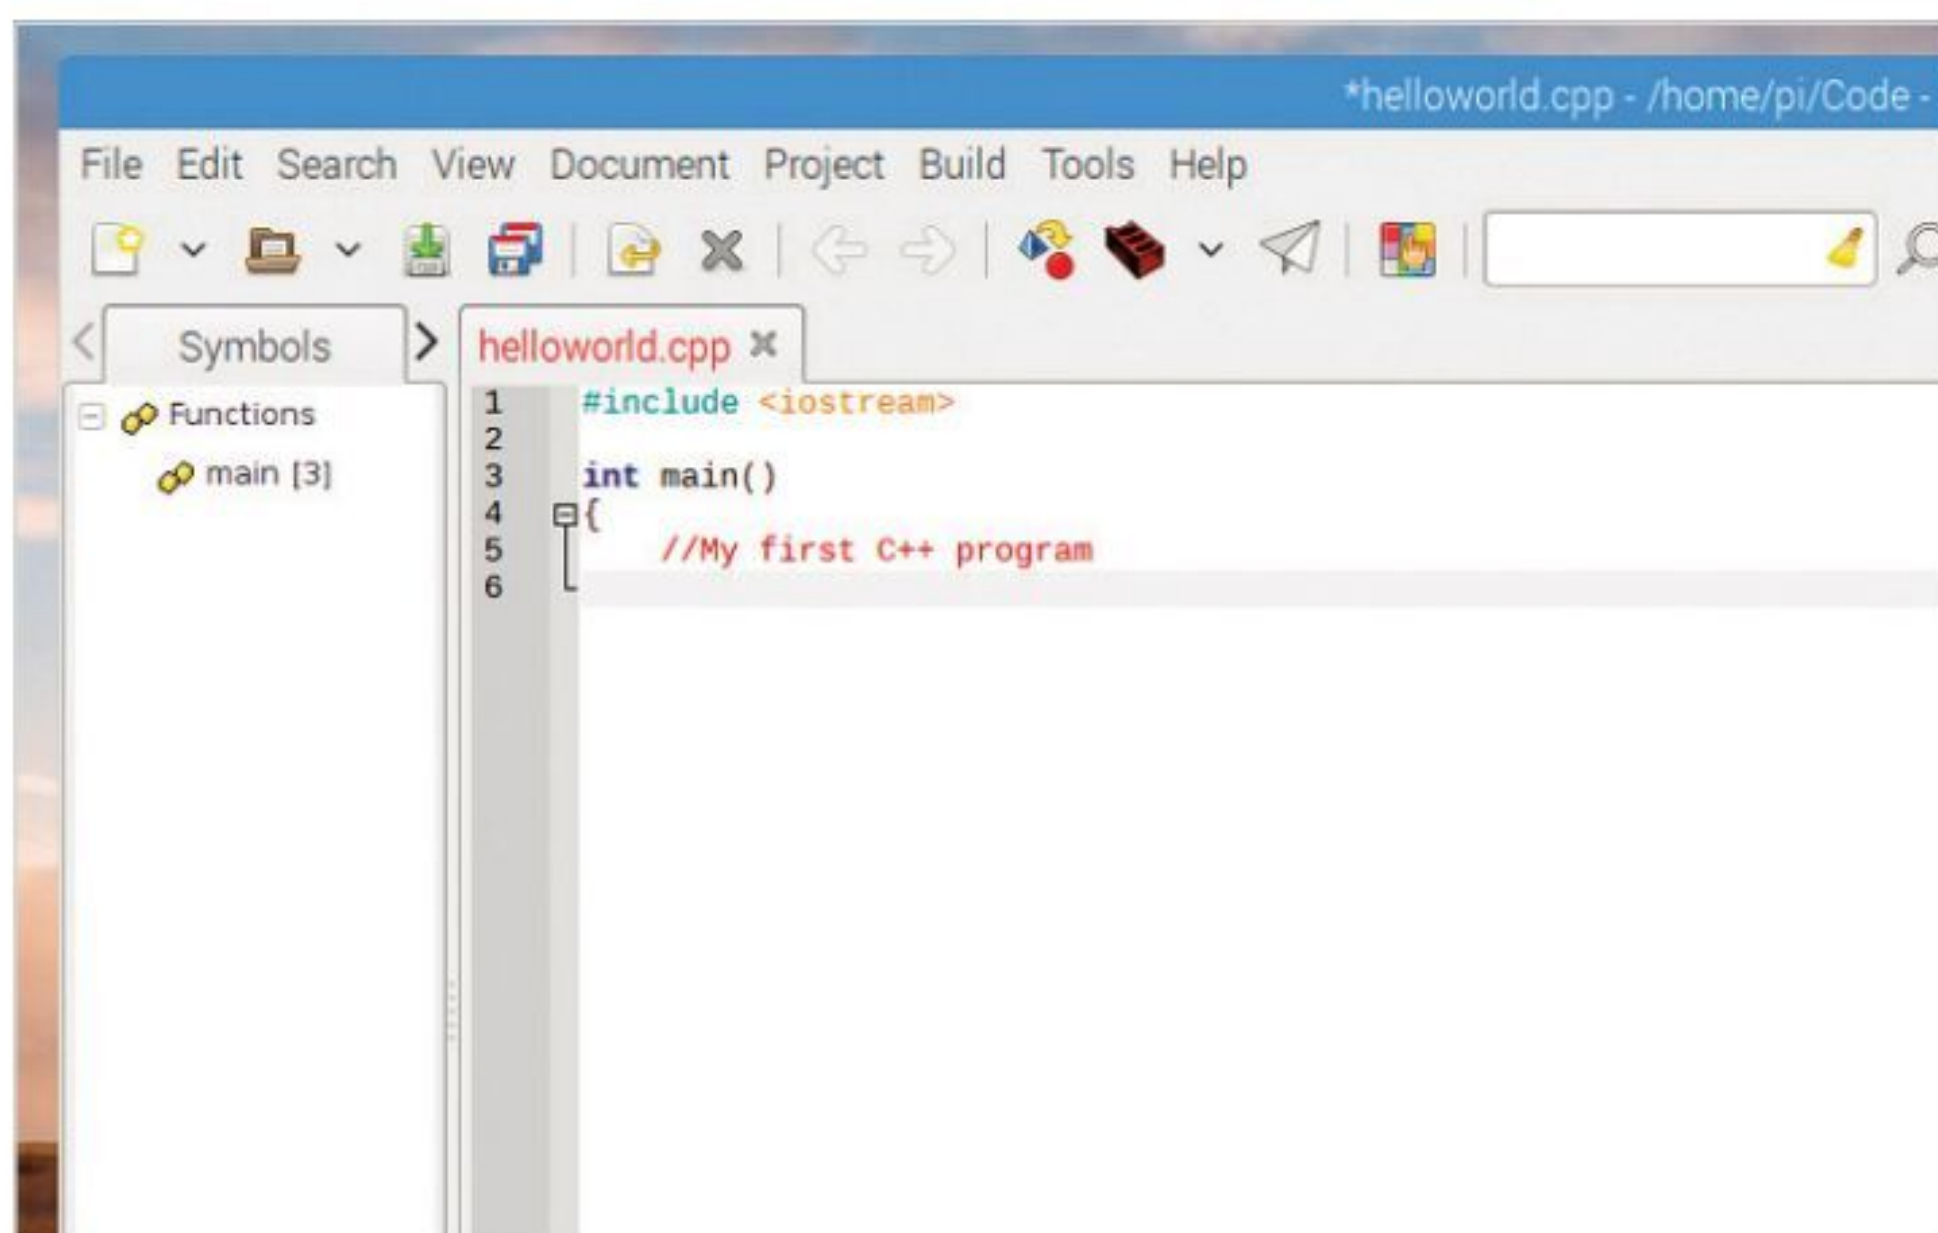 *helloworld.cpp - /home/pi/Code -
File Edit Search View Document Project Build Tools Help
Symbols
helloworld.cpp
Functions
main [3]
1 #include <iostream>
2
3 int main()
4 {
5 //My first C++ program
6